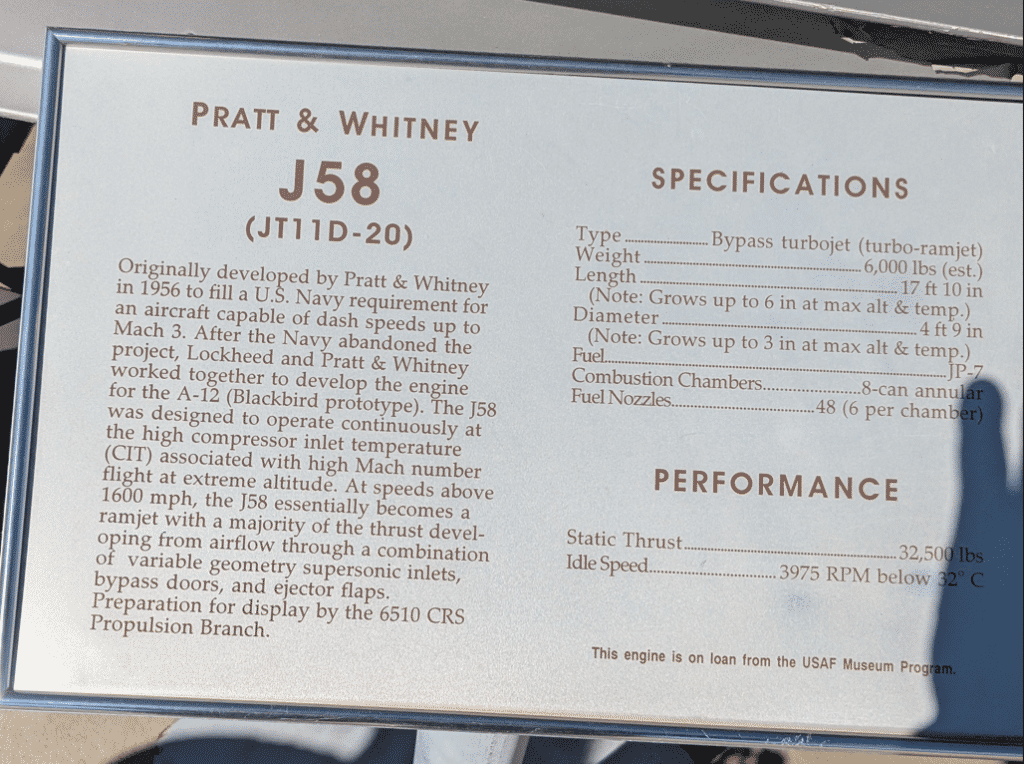 PRATT & WHITNEY
J58
(JT11D-20)
Originally developed by Pratt & Whitney
in 1956 to fill a U.S. Navy requirement for
an aircraft capable of dash speeds up to
Mach 3. After the Navy abandoned the
project, Lockheed and Pratt & Whitney
worked together to develop the engine
for the A-12 (Blackbird prototype). The J58
was designed to operate continuously at
the high compressor inlet temperature
(CIT) associated with high Mach number
flight at extreme altitude. At speeds above
1600 mph, the J58 essentially becomes a
ramjet with a majority of the thrust devel-
oping from airflow through a combination
of variable geometry supersonic inlets,
bypass doors, and ejector flaps.
Preparation for display by the 6510 CRS
Propulsion Branch.
SPECIFICATIONS
Type ........................ Bypass turbojet (turbo-ramjet)
Weight ........................ 6,000 lbs (est.)
Length ........................ 17 ft 10 in
(Note: Grows up to 6 in at max alt & temp.)
Diameter ........................ 4 ft 9 in
(Note: Grows up to 3 in at max alt & temp.)
Fuel ........................ JP-7
Combustion Chambers ........................ 8-can annular
Fuel Nozzles ........................ 48 (6 per chamber)
PERFORMANCE
Static Thrust ........................ 32,500 lbs
Idle Speed ........................ 3975 RPM below 32° C
This engine is on loan from the USAF Museum Program.